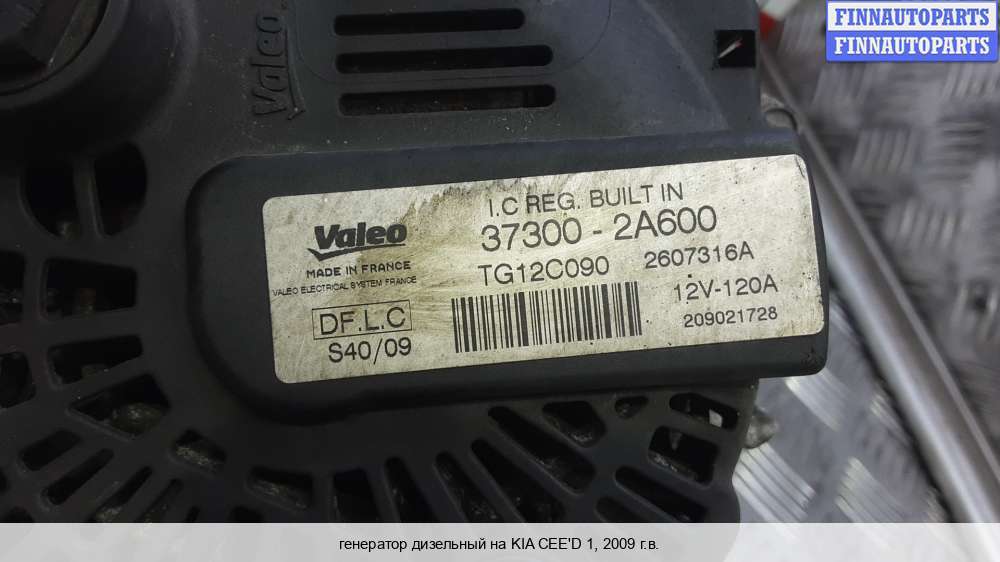 FINNAUTOPARTS
FINNAUTOPARTS
Valeo
I.C REG. BUILT IN
Valeo
37300 - 2A600
MADE IN FRANCE
TG12C090 2607316A
VALEO ELECTRICAL SYSTEM FRANCE
12V-120A
DF.L.C
209021728
S40/09
генератор дизельный на KIA CEE'D 1, 2009 г.в.